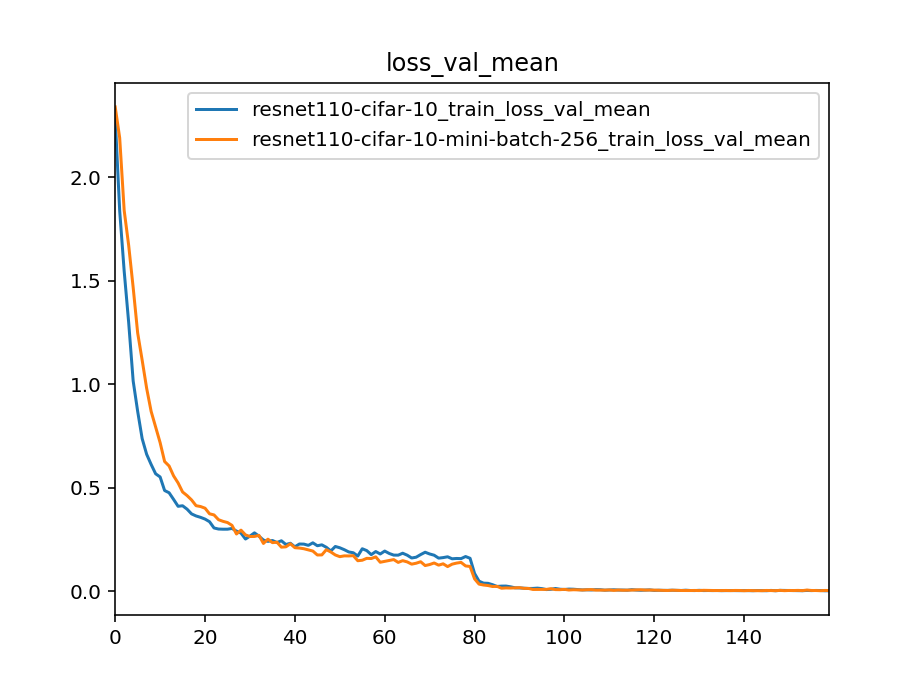 loss_val_mean
resnet110-cifar-10_train_loss_val_mean
resnet110-cifar-10-mini-batch-256_train_loss_val_mean
2.0
1.5
1.0
0.5
0.0
0 20 40 60 80 100 120 140